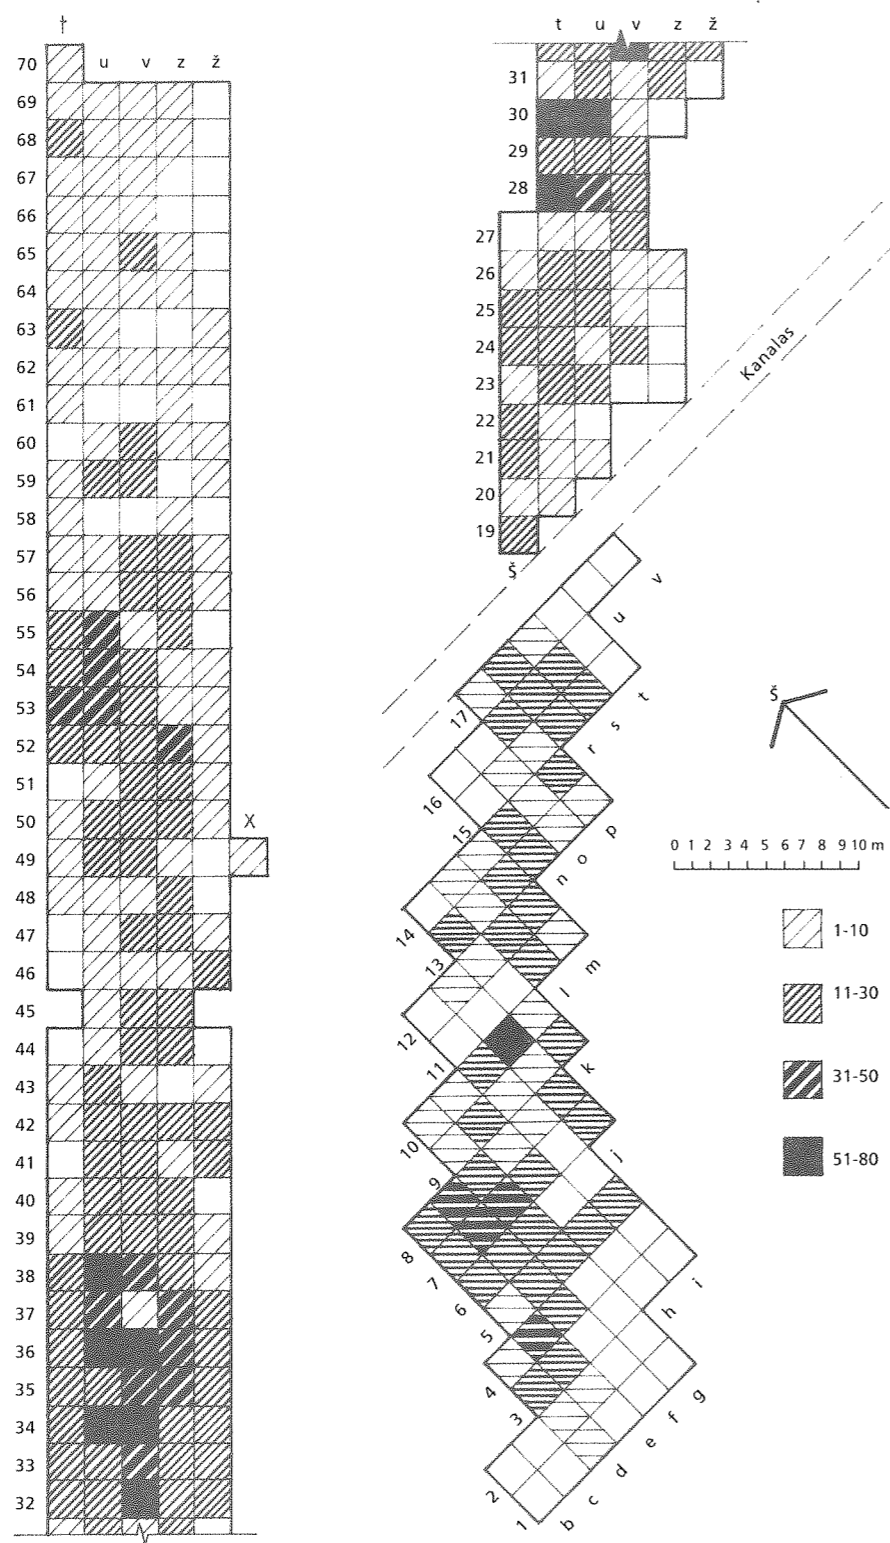 t
70 u v z ž
69
68
67
66
65
64
63
62
61
60
59
58
57
56
55
54
53
52
51
50 X
49
48
47
46
45
44
43
42
41
40
39
38
37
36
35
34
33
32
t u v z ž
31
30
29
28
27
26
25
24
23
22
21
20
19
š
Kanalas
v
u
t
s
r
17
16
15
p
o
n
14
13
m
l
12
11
k
10
9
j
8
7
6
5
4
3
2
1
i
h
g
f
e
d
c
b
Š
0 1 2 3 4 5 6 7 8 9 10 m
1-10
11-30
31-50
51-80